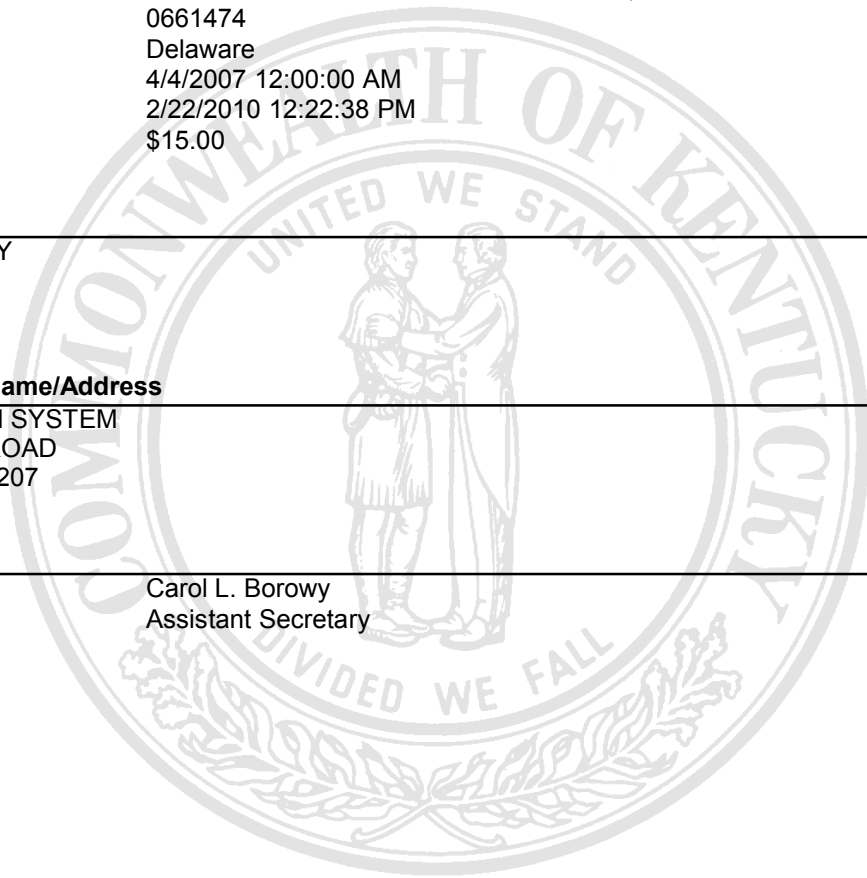 0661474
Delaware
4/4/2007 12:00:00 AM
2/22/2010 12:22:38 PM
$15.00
COMMONWEALTH OF KENTUCKY
UNITED WE STAND
Y
ame/Address
SYSTEM
OAD
207
Carol L. Borowy
Assistant Secretary
DIVIDED WE FALL